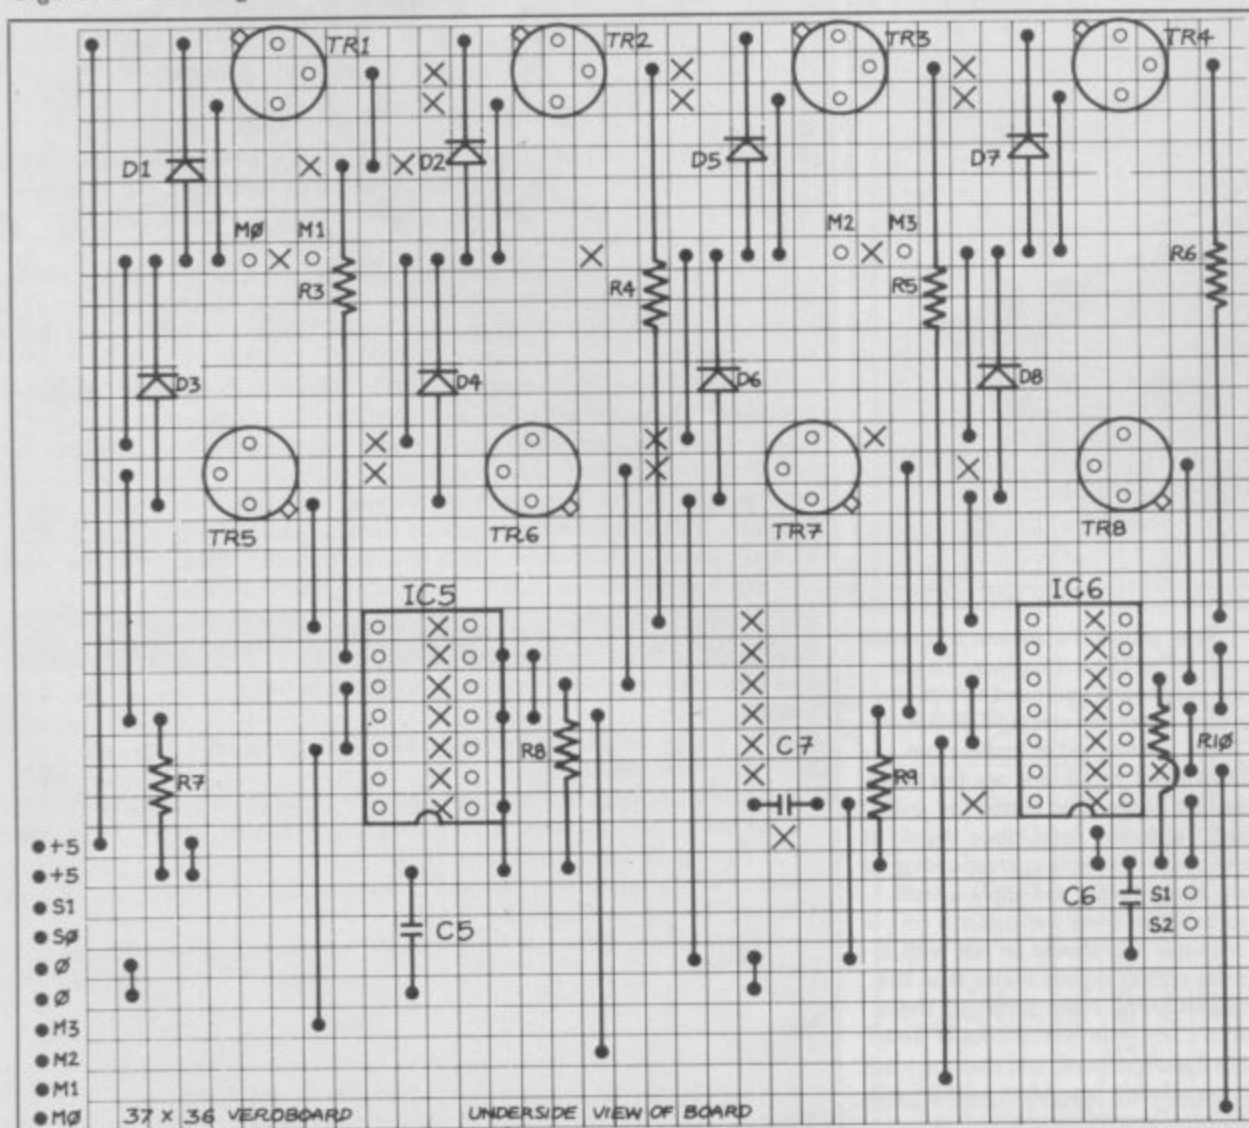 TR1
TR2
TR3
TR4
D1
D2
D5
D7
MØ
M1
M2
M3
R3
R4
R5
R6
D3
D4
D6
D8
TR5
TR6
TR7
TR8
IC5
IC6
R7
R8
C7
R9
R1Ø
+5
+5
S1
SØ
Ø
Ø
M3
M2
M1
MØ
C5
C6
S1
S2
37 X 36 VEROBOARD
UNDERSIDE VIEW OF BOARD